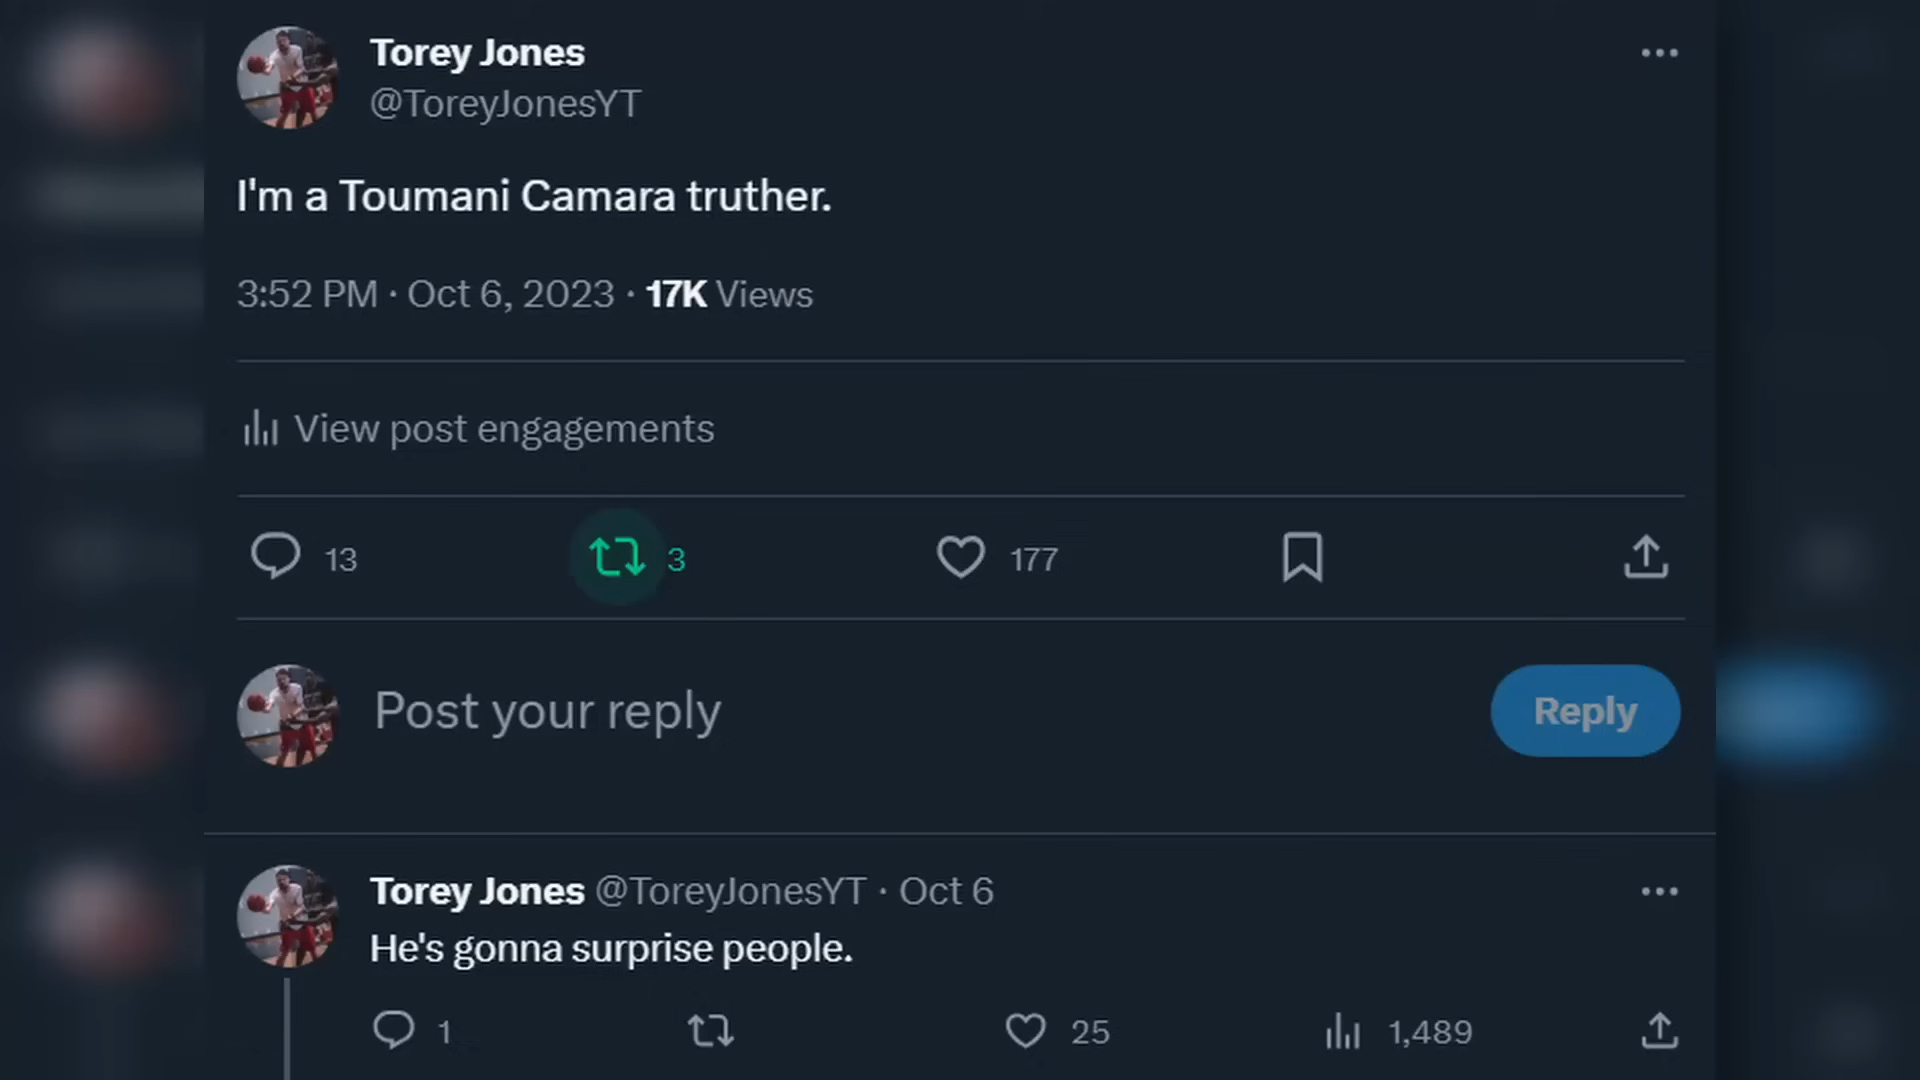 Torey Jones
@ToreyJonesYT
I'm a Toumani Camara truther.
3:52 PM · Oct 6, 2023 · 17K Views
View post engagements
13 3 177
Post your reply
Reply
Torey Jones @ToreyJonesYT · Oct 6
He's gonna surprise people.
1 25 1,489